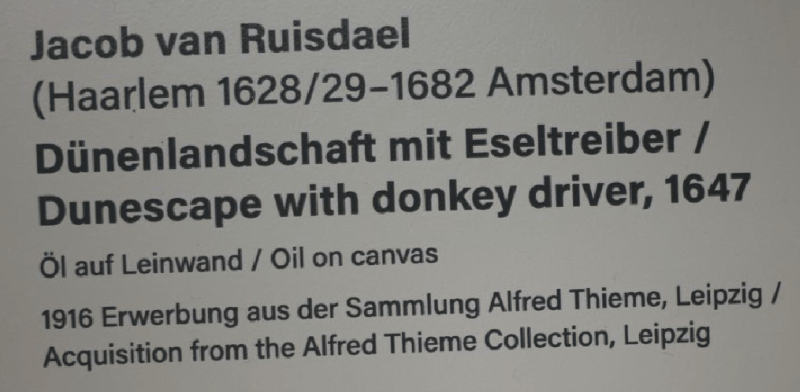 Jacob van Ruisdael
(Haarlem 1628/29–1682 Amsterdam)
Dünenlandschaft mit Eseltreiber /
Dunescape with donkey driver, 1647
Öl auf Leinwand / Oil on canvas
1916 Erwerbung aus der Sammlung Alfred Thieme, Leipzig /
Acquisition from the Alfred Thieme Collection, Leipzig